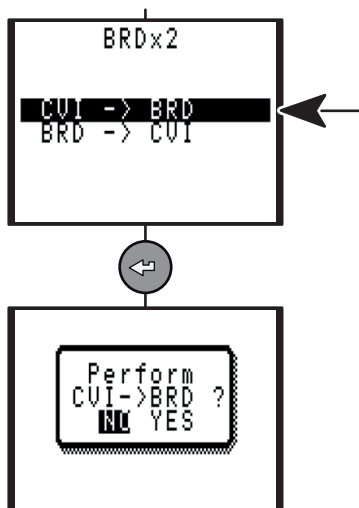 BRDx2
CVI -> BRD
BRD -> CVI
Perform
CVI->BRD ?
NO YES